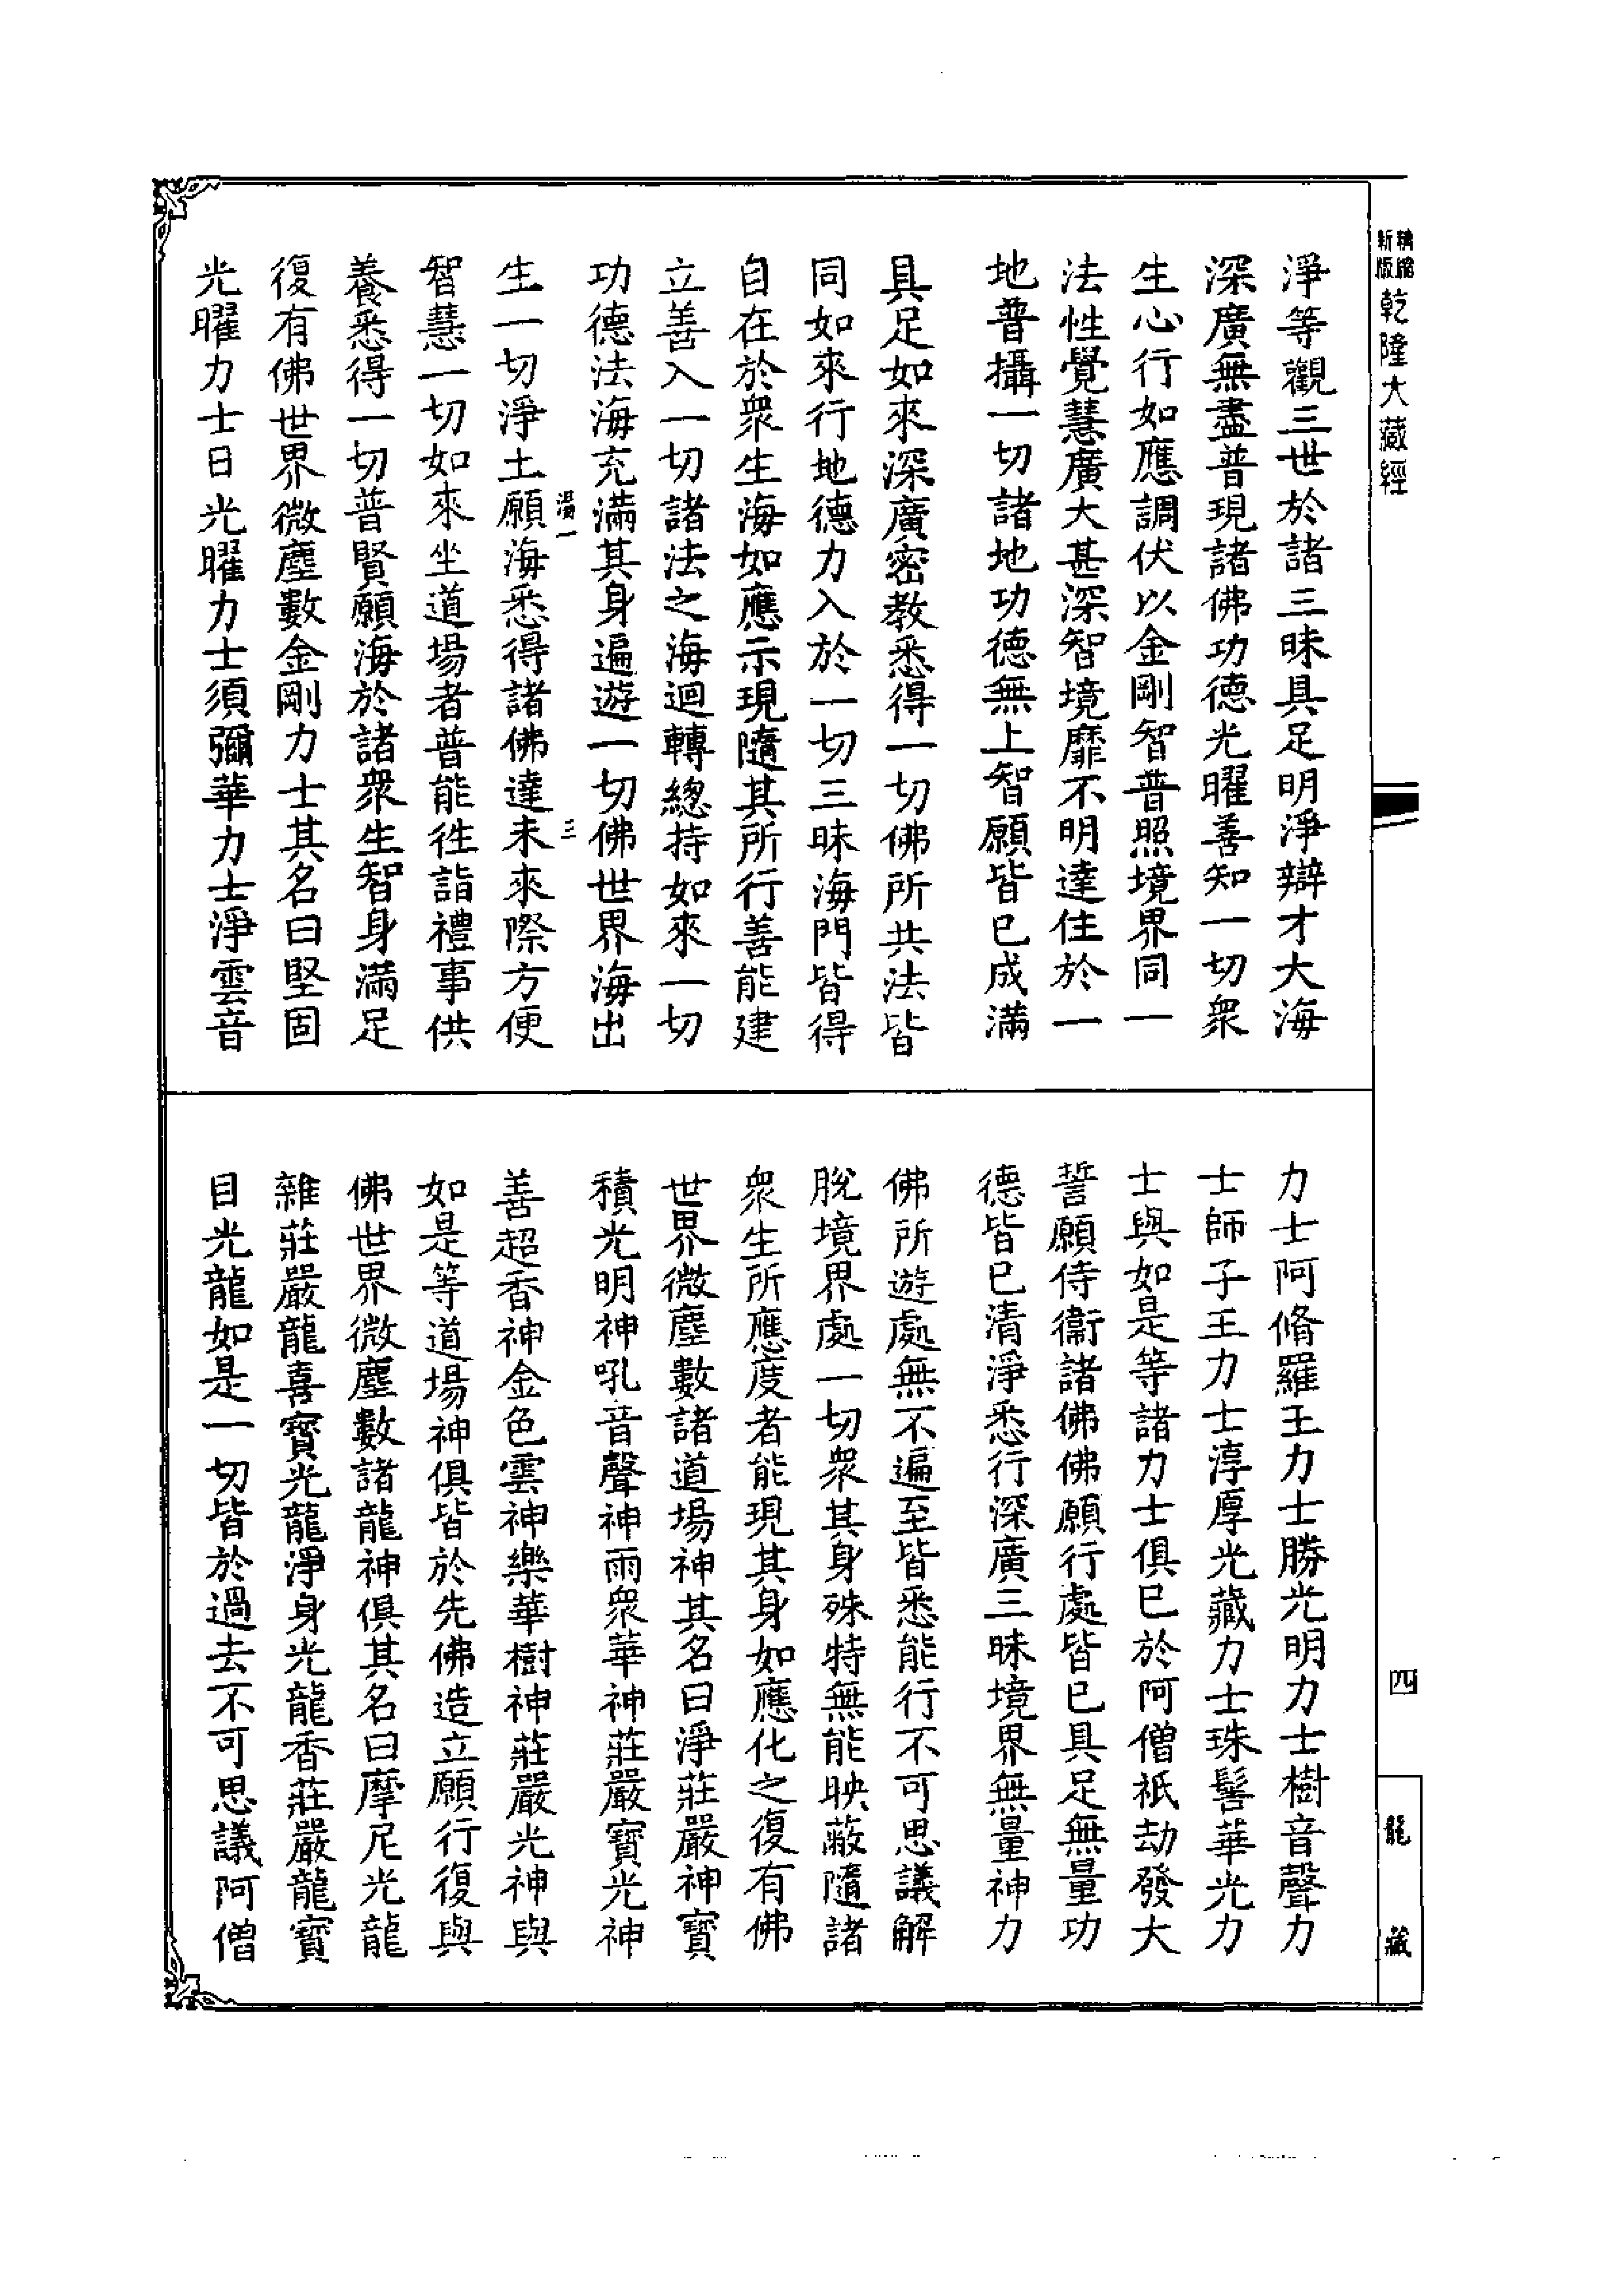 新版
乾隆大藏經
淨等觀三世於諸三昧具足明淨辯才大海
深廣無盡普現諸佛功德光曜善知一切衆
生心行如應調伏以金剛智普照境界同一
法性覺慧廣大甚深智境靡不明達住於一
地普攝一切諸地功德無上智願皆已成滿
具足如來深廣密教悉得一切佛所共法皆
同如來行地德力入於一切三昧海門皆得
自在於衆生海如應示現隨其所行善能建
立善入一切諸法之海迴轉總持如來一切
功德法海充滿其身遍遊一切佛世界海出
三
生一切淨土願海悉得諸佛達未來際方便
智慧一切如來坐道場者普能徃詣禮事供
養悉得一切普賢願海於諸衆生智身滿足
復有佛世界微塵數金剛力士其名曰堅固
光曜力士日光曜力士須彌華力士淨雲音
力士阿脩羅王力士勝光明力士樹音聲力
士師子王力士淳厚光藏力士珠髻華光力
士與如是等諸力士俱已於阿僧祇劫發大
誓願侍衞諸佛佛願行處皆已具足無量功
德皆已清淨悉行深廣三昧境界無量神力
佛所遊處無不遍至皆悉能行不可思議解
脫境界處一切衆其身殊特無能映蔽隨諸
衆生所應度者能現其身如應化之復有佛
世界微塵數諸道場神其名曰淨莊嚴神寶
積光明神吼音聲神雨衆華神莊嚴寶光神
善超香神金色雲神樂華樹神莊嚴光神與
如是等道場神俱皆於先佛造立願行復與
佛世界微塵數諸龍神俱其名曰摩尼光龍
雜莊嚴龍喜寶光龍淨身光龍香莊嚴龍寶
目光龍如是一切皆於過去不可思議阿僧
四
龍藏